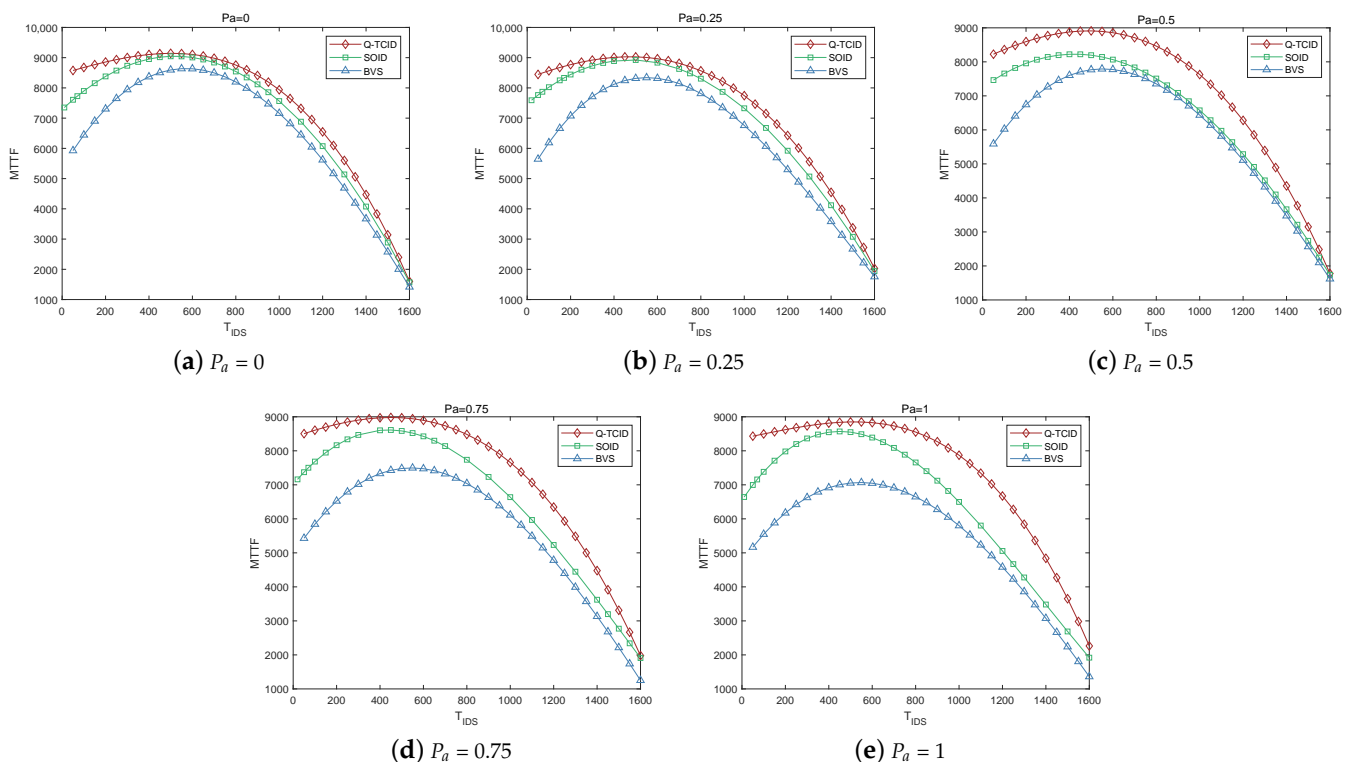 Pa=0
10,000
9000
8000
7000
6000
5000
4000
3000
2000
1000
MTTF
0 200 400 600 800 1000 1200 1400 1600
T_IDS
Q-TCID
SOID
BVS
(a) P_a = 0
Pa=0.25
10,000
9000
8000
7000
6000
5000
4000
3000
2000
1000
MTTF
0 200 400 600 800 1000 1200 1400 1600
T_IDS
Q-TCID
SOID
BVS
(b) P_a = 0.25
Pa=0.5
9000
8000
7000
6000
5000
4000
3000
2000
1000
MTTF
0 200 400 600 800 1000 1200 1400 1600
T_IDS
Q-TCID
SOID
BVS
(c) P_a = 0.5
Pa=0.75
9000
8000
7000
6000
5000
4000
3000
2000
1000
MTTF
0 200 400 600 800 1000 1200 1400 1600
T_IDS
Q-TCID
SOID
BVS
(d) P_a = 0.75
Pa=1
9000
8000
7000
6000
5000
4000
3000
2000
1000
MTTF
0 200 400 600 800 1000 1200 1400 1600
T_IDS
Q-TCID
SOID
BVS
(e) P_a = 1